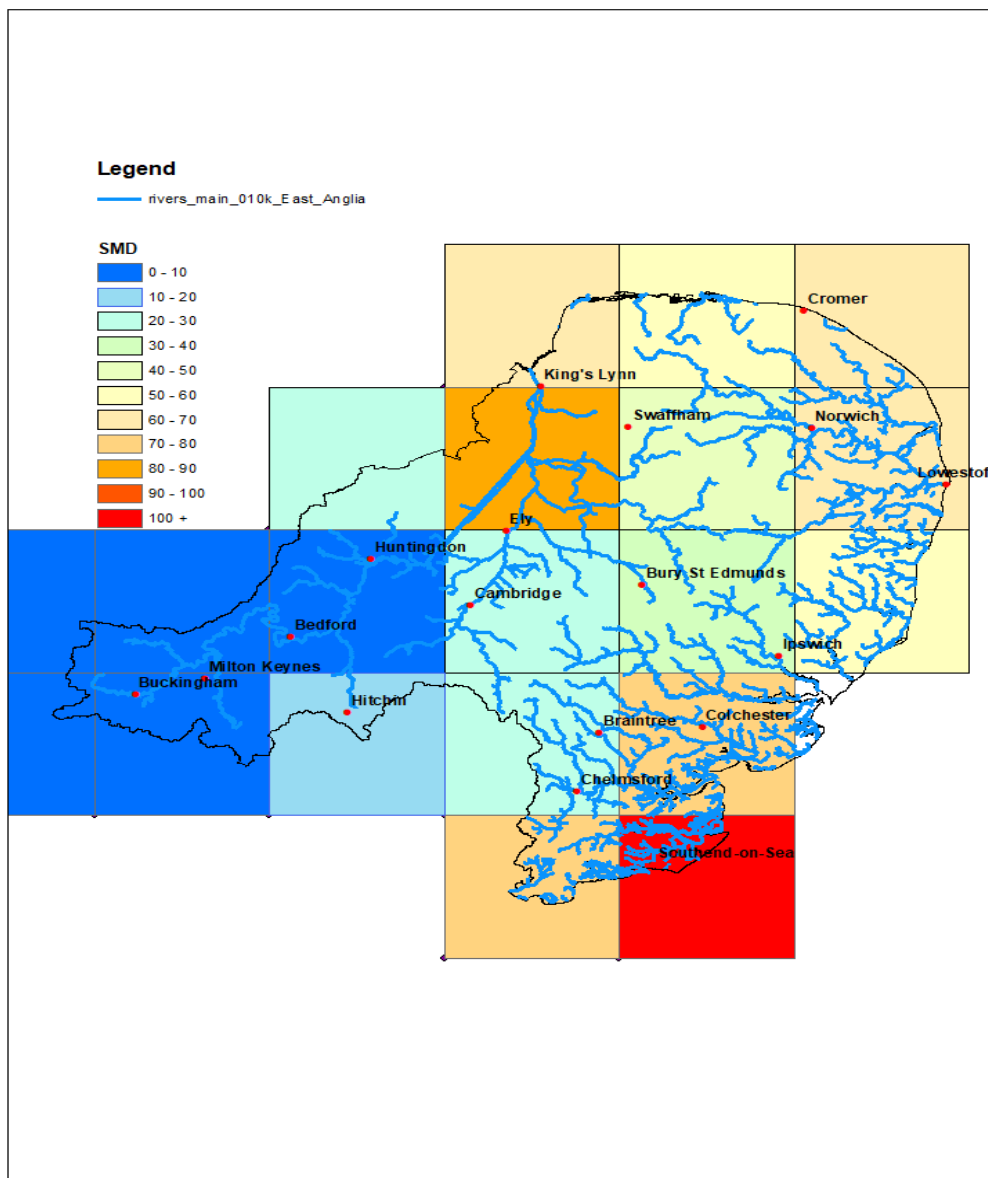 Legend
rivers_main_010k_East_Anglia
SMD
0 - 10
10 - 20
20 - 30
30 - 40
40 - 50
50 - 60
60 - 70
70 - 80
80 - 90
90 - 100
100 +
Cromer
King's Lynn
Swaffham
Norwich
Lowestof
Ely
Huntingdon
Bury St Edmunds
Cambridge
Bedford
Ipswich
Milton Keynes
Buckingham
Hitchin
Braintree
Colchester
Chelmsford
Southend-on-Sea